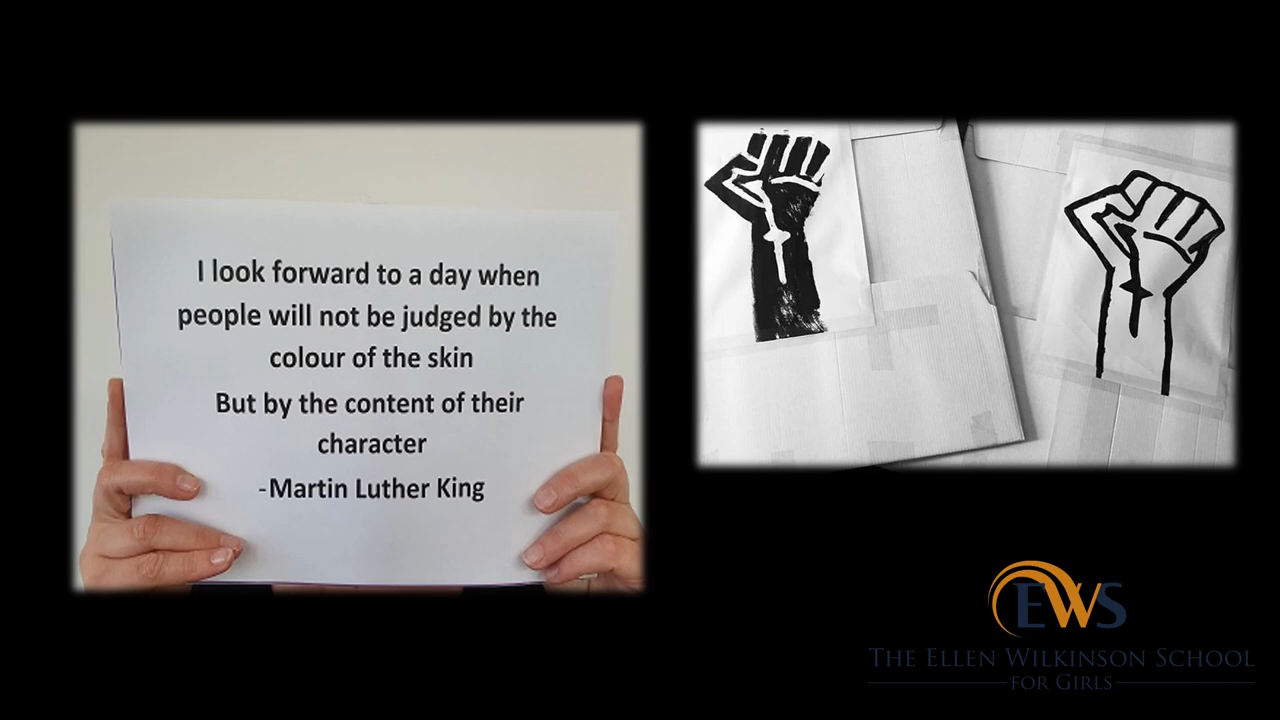 I look forward to a day when
people will not be judged by the
colour of the skin
But by the content of their
character
-Martin Luther King
EWS
THE ELLEN WILKINSON SCHOOL
FOR GIRLS